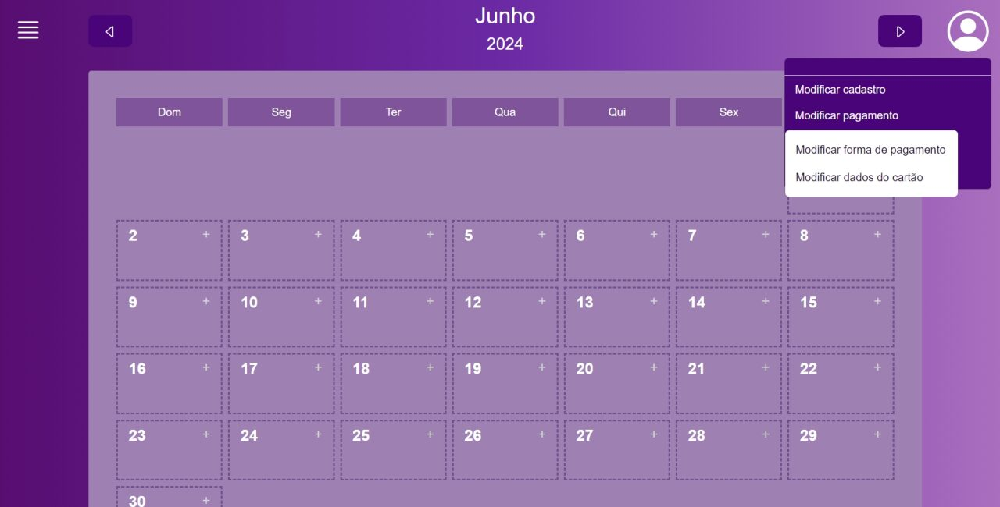 Junho
2024
Modificar cadastro
Modificar pagamento
Modificar forma de pagamento
Modificar dados do cartão
Dom Seg Ter Qua Qui Sex
2 + 3 + 4 + 5 + 6 + 7 + 8 +
9 + 10 + 11 + 12 + 13 + 14 + 15 +
16 + 17 + 18 + 19 + 20 + 21 + 22 +
23 + 24 + 25 + 26 + 27 + 28 + 29 +
30 +